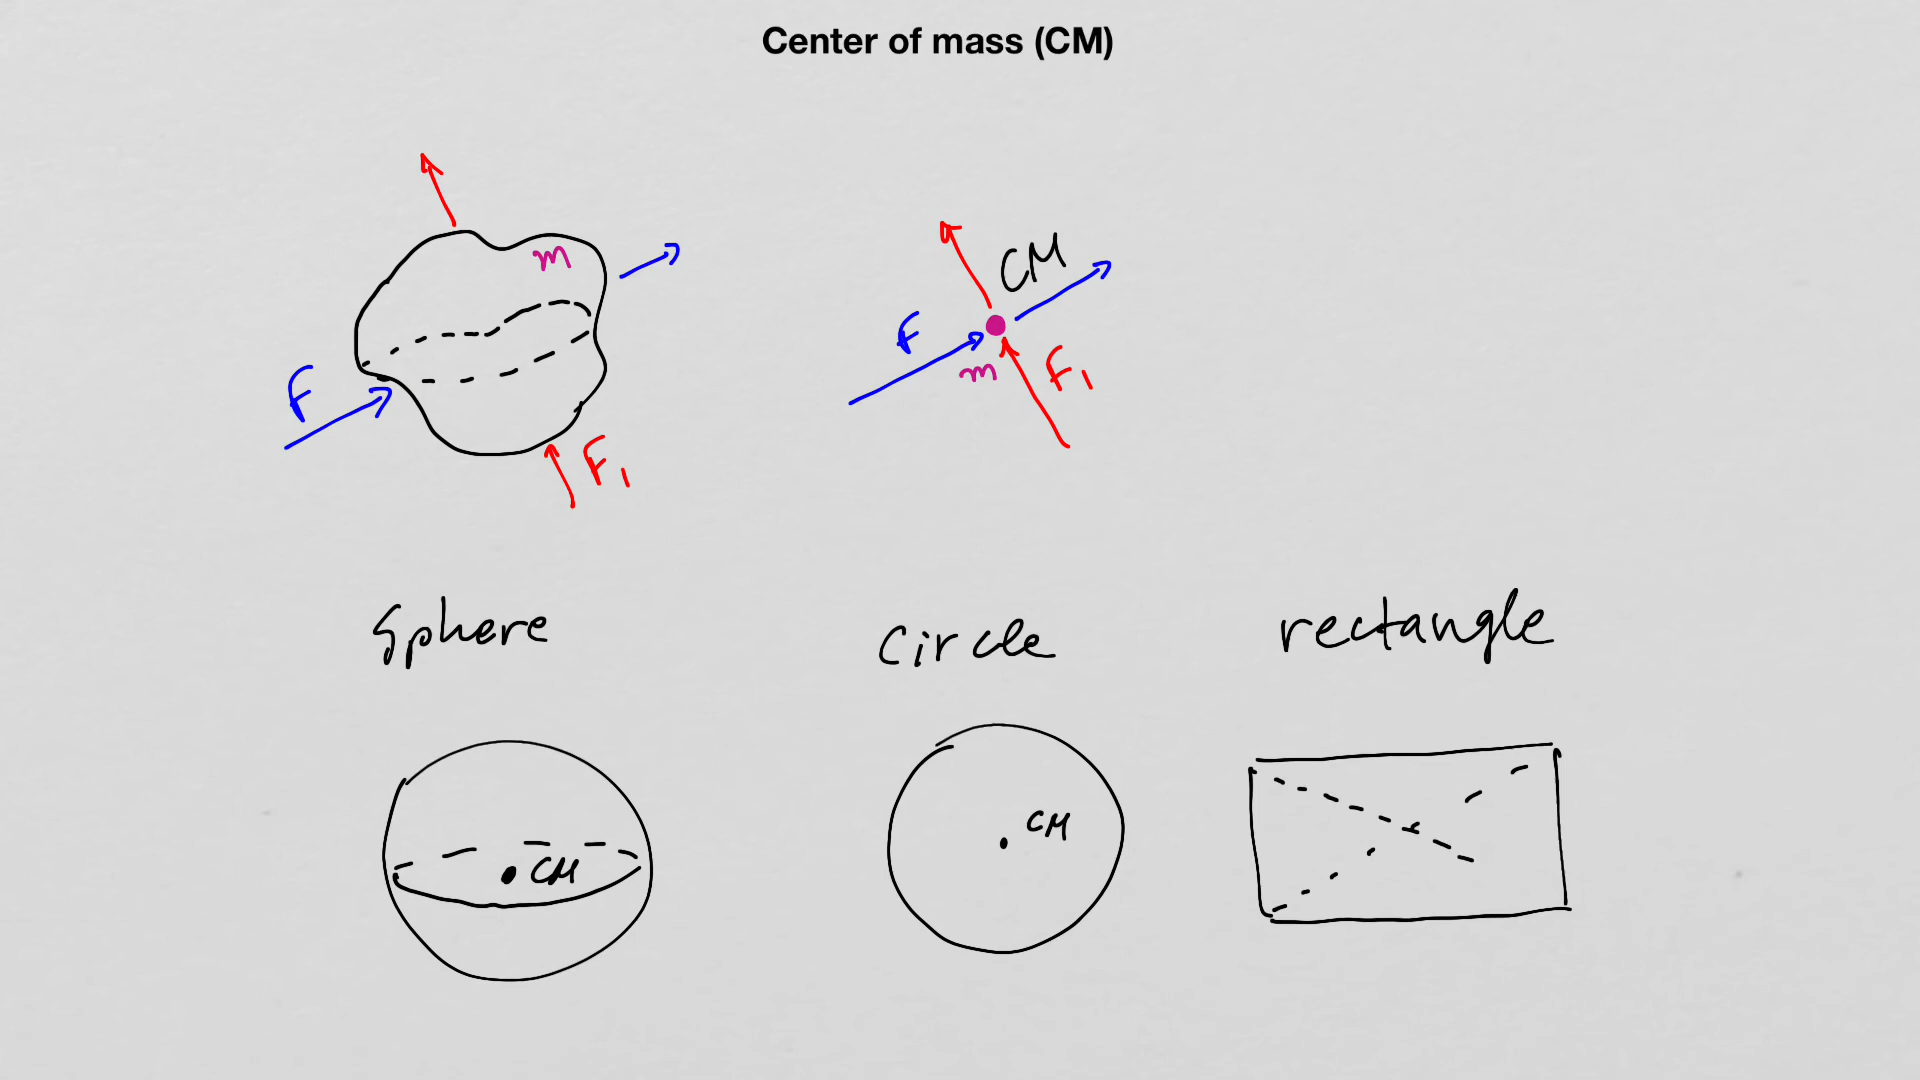 Center of mass (CM)
m
F
F1
CM
F
m
F1
Sphere
Circle
rectangle
CM
CM